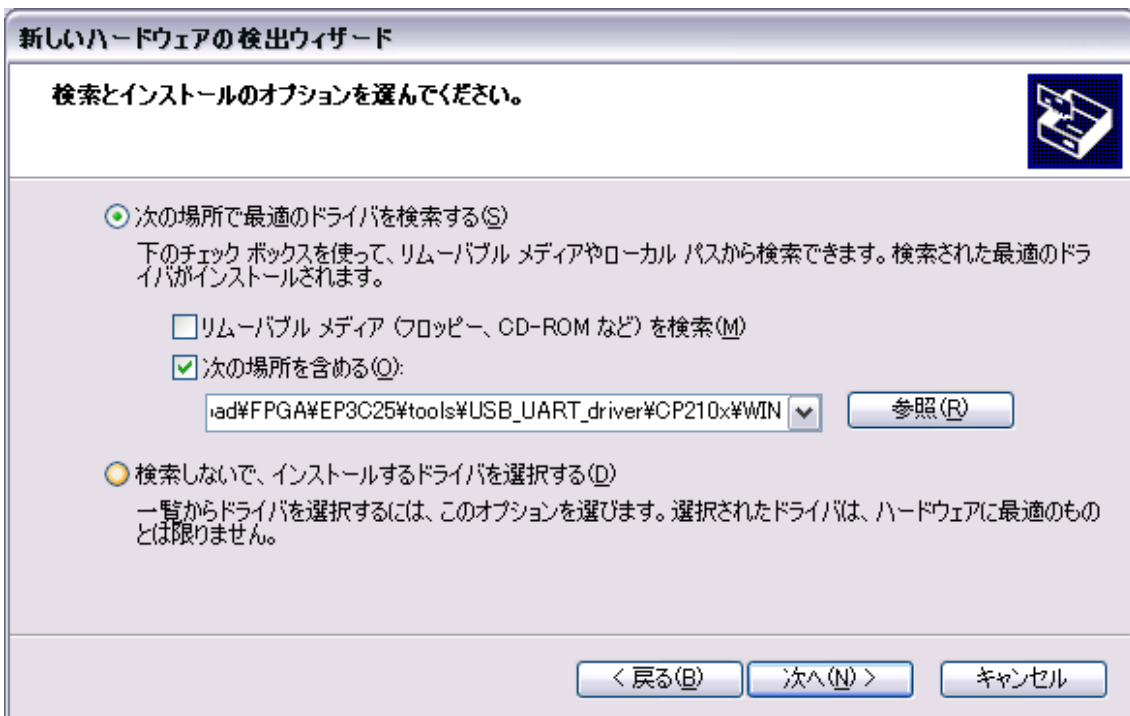 新しいハードウェアの検出ウィザード
検索とインストールのオプションを選んでください。
次の場所で最適のドライバを検索する(S)
下のチェック ボックスを使って、リムーバブル メディアやローカル パスから検索できます。検索された最適のドラ
イバがインストールされます。
リムーバブル メディア (フロッピー、CD-ROM など) を検索(M)
次の場所を含める(O):
ad¥FPGA¥EP3C25¥tools¥USB_UART_driver¥CP210x¥WIN
参照(R)
検索しないで、インストールするドライバを選択する(D)
一覧からドライバを選択するには、このオプションを選びます。選択されたドライバは、ハードウェアに最適のもの
とは限りません。
< 戻る(B)
次へ(N) >
キャンセル